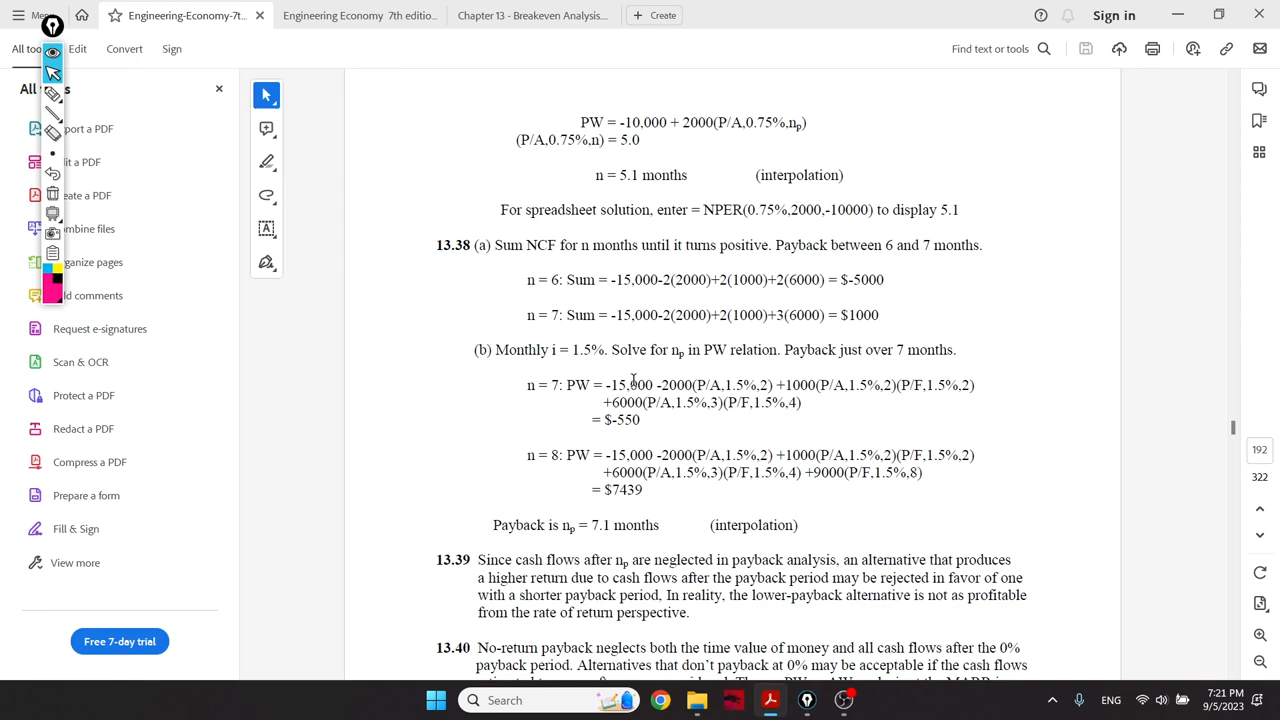 Engineering-Economy-7t...
Engineering Economy 7th editio...
Chapter 13 - Breakeven Analysis...
Create
Sign in
Edit
Convert
Sign
Find text or tools
Export a PDF
Edit a PDF
Create a PDF
Combine files
Organize pages
Add comments
Request e-signatures
Scan & OCR
Protect a PDF
Redact a PDF
Compress a PDF
Prepare a form
Fill & Sign
View more
Free 7-day trial
PW = -10,000 + 2000(P/A,0.75%,np)
(P/A,0.75%,n) = 5.0
n = 5.1 months (interpolation)
For spreadsheet solution, enter = NPER(0.75%,2000,-10000) to display 5.1
13.38 (a) Sum NCF for n months until it turns positive. Payback between 6 and 7 months.
n = 6: Sum = -15,000-2(2000)+2(1000)+2(6000) = $-5000
n = 7: Sum = -15,000-2(2000)+2(1000)+3(6000) = $1000
(b) Monthly i = 1.5%. Solve for np in PW relation. Payback just over 7 months.
n = 7: PW = -15,000 -2000(P/A,1.5%,2) +1000(P/A,1.5%,2)(P/F,1.5%,2)
+6000(P/A,1.5%,3)(P/F,1.5%,4)
= $-550
n = 8: PW = -15,000 -2000(P/A,1.5%,2) +1000(P/A,1.5%,2)(P/F,1.5%,2)
+6000(P/A,1.5%,3)(P/F,1.5%,4) +9000(P/F,1.5%,8)
= $7439
Payback is np = 7.1 months (interpolation)
13.39 Since cash flows after np are neglected in payback analysis, an alternative that produces
a higher return due to cash flows after the payback period may be rejected in favor of one
with a shorter payback period, In reality, the lower-payback alternative is not as profitable
from the rate of return perspective.
13.40 No-return payback neglects both the time value of money and all cash flows after the 0%
payback period. Alternatives that don't payback at 0% may be acceptable if the cash flows
192
322
Search
ENG
7:21 PM
9/5/2023